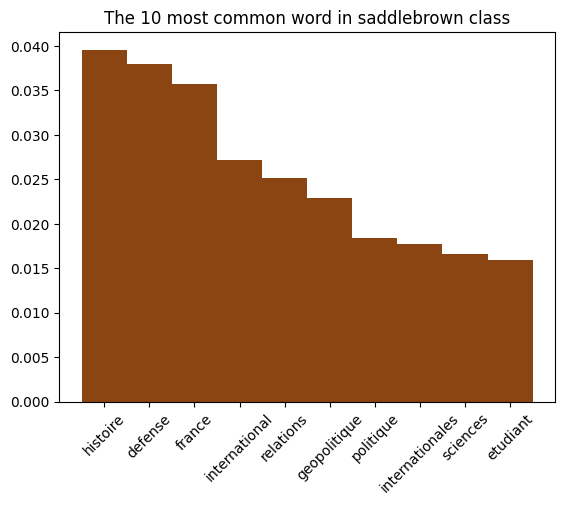 The 10 most common word in saddlebrown class
0.040
0.035
0.030
0.025
0.020
0.015
0.010
0.005
0.000
histoire
defense
france
international
relations
geopolitique
politique
internationales
sciences
etudiant